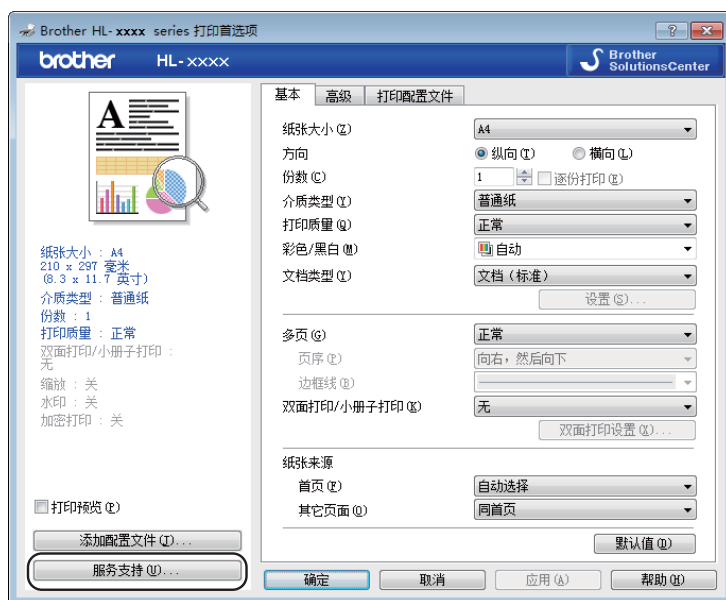 Brother HL- xxxx series 打印首选项
brother HL-xxxx
Brother
SolutionsCenter
A
纸张大小 : A4
210 x 297 毫米
(8.3 x 11.7 英寸)
介质类型 : 普通纸
份数 : 1
打印质量 : 正常
双面打印/小册子打印 :
无
缩放 : 关
水印 : 关
加密打印 : 关
打印预览(P)
添加配置文件(I)...
服务支持(U)...
基本 高级 打印配置文件
纸张大小(Z) A4
方向 纵向(T) 横向(L)
份数(C) 1 逐份打印(E)
介质类型(Y) 普通纸
打印质量(Q) 正常
彩色/黑白(M) 自动
文档类型(Y) 文档 (标准)
设置(S)...
多页(G) 正常
页序(P) 向右，然后向下
边框线(B)
双面打印/小册子打印(K) 无
双面打印设置(X)...
纸张来源
首页(F) 自动选择
其它页面(O) 同首页
默认值(D)
确定 取消 应用(A) 帮助(H)